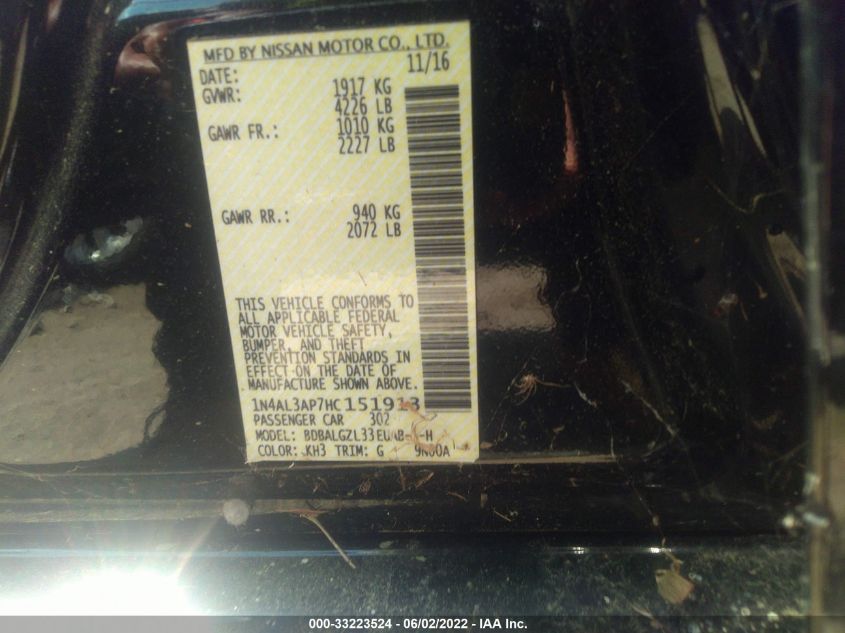 MFD BY NISSAN MOTOR CO., LTD.
DATE: 11/16
GVWR: 1917 KG
4226 LB
GAWR FR.: 1010 KG
2227 LB
GAWR RR.: 940 KG
2072 LB
THIS VEHICLE CONFORMS TO
ALL APPLICABLE FEDERAL
MOTOR VEHICLE SAFETY,
BUMPER, AND THEFT
PREVENTION STANDARDS IN
EFFECT ON THE DATE OF
MANUFACTURE SHOWN ABOVE.
1N4AL3AP7HC151913
PASSENGER CAR 302
MODEL:
COLOR: KH3 TRIM: G
000-33223524 - 06/02/2022 - IAA Inc.